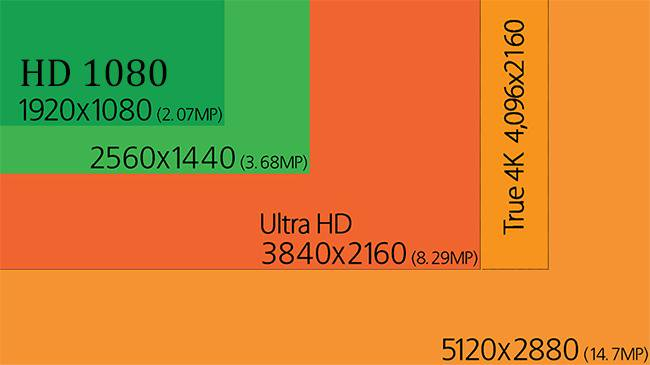 HD 1080
1920x1080 (2.07MP)
2560x1440 (3.68MP)
Ultra HD
3840x2160 (8.29MP)
True 4K 4,096x2160
5120x2880 (14.7MP)